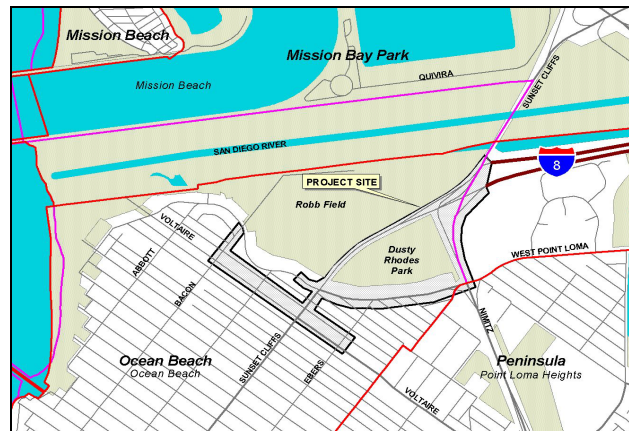 Mission Beach
Mission Bay Park
Mission Beach
QUIVIRA
SUNSET CLIFFS
SAN DIEGO RIVER
8
PROJECT SITE
Robb Field
VOLTAIRE
Dusty
Rhodes
Park
WEST POINT LOMA
ABBOTT
BACON
NIMITZ
Ocean Beach
Ocean Beach
SUNSET CLIFFS
EBERS
Peninsula
Point Loma Heights
VOLTAIRE